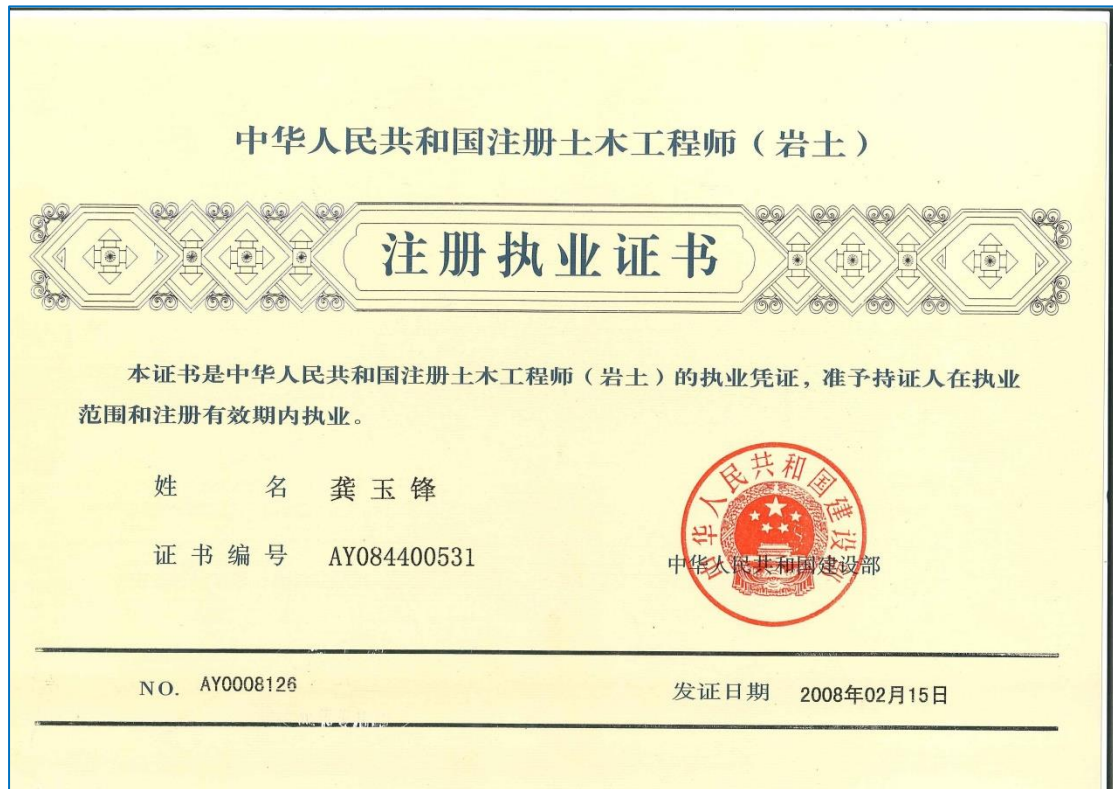 中华人民共和国注册土木工程师（岩土）
注册执业证书
本证书是中华人民共和国注册土木工程师（岩土）的执业凭证，准予持证人在执业
范围和注册有效期内执业。
姓 名 龚玉锋
证书编号 AY084400531
中华人民共和国建设部
中华人民共和国建设部
NO. AY0008126
发证日期 2008年02月15日